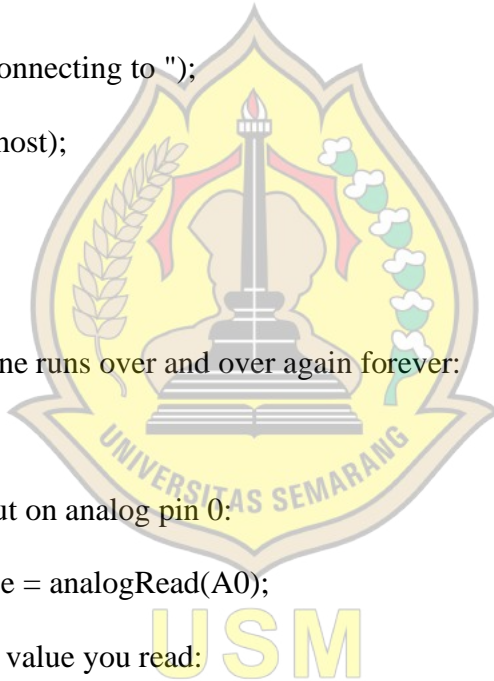 onnecting to ");
host);
ne runs over and over again forever:
UNIVERSITAS SEMARANG
ut on analog pin 0:
e = analogRead(A0);
value you read:
USM